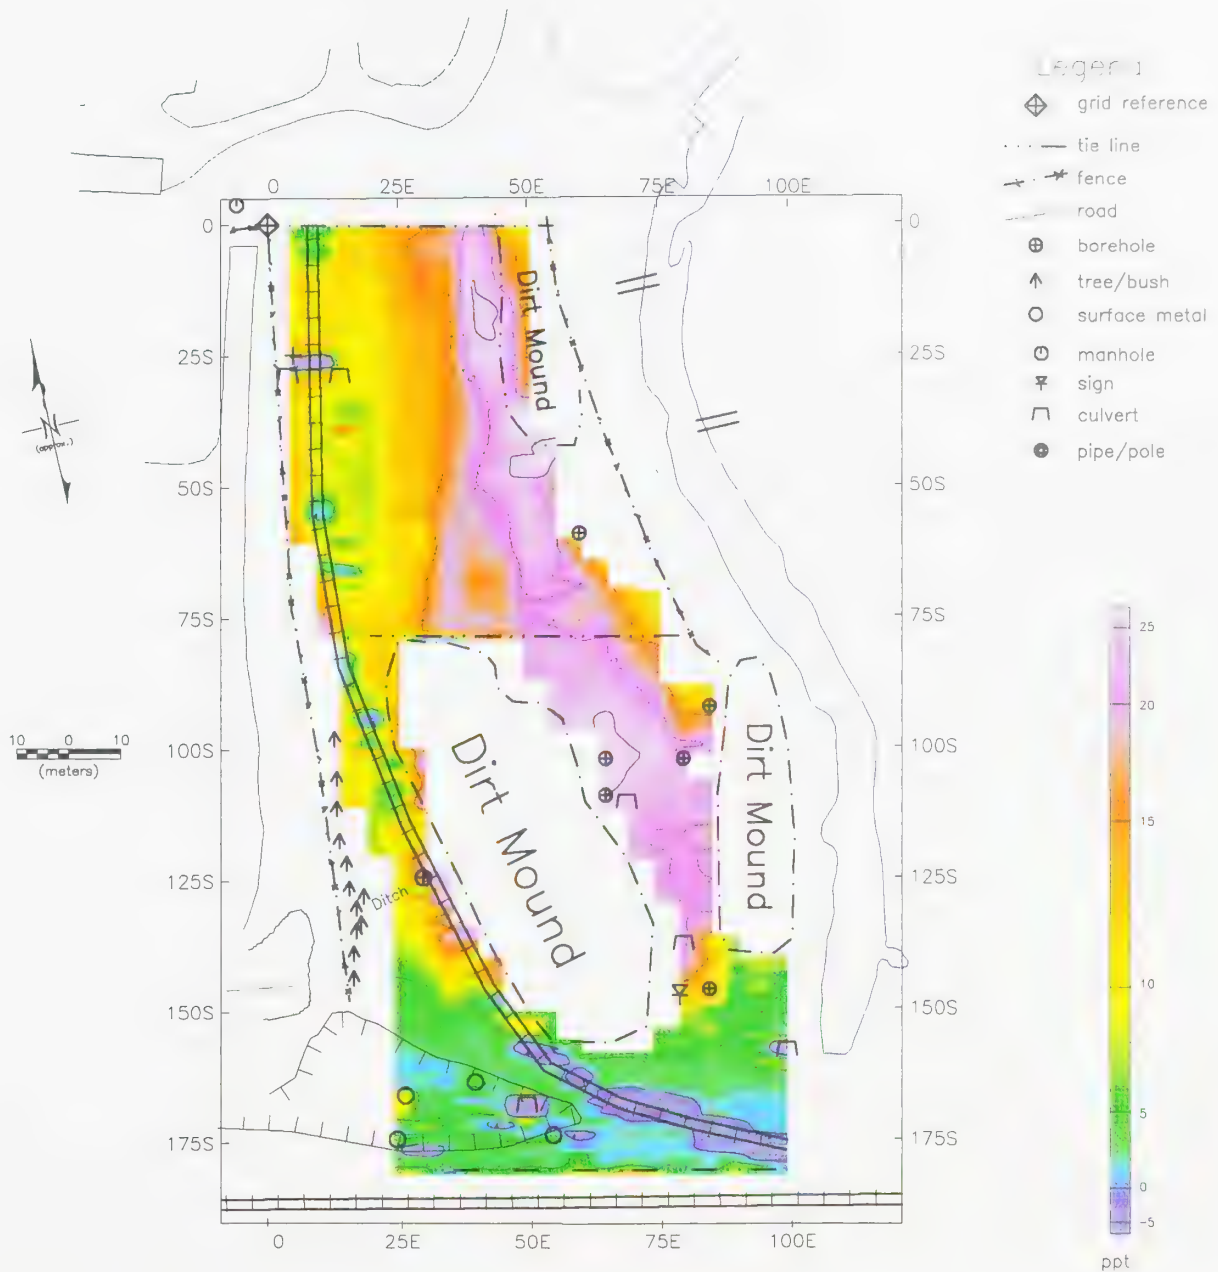 Legend
grid reference
tie line
fence
road
borehole
tree/bush
surface metal
manhole
sign
culvert
pipe/pole
0 25E 50E 75E 100E
0 0
25S 25S
50S 50S
75S 75S
100S 100S
125S 125S
150S 150S
175S 175S
0 25E 50E 75E 100E
Dirt Mound
Dirt Mound
Dirt Mound
Ditch
N
(approx.)
10 0 10
(meters)
25
20
15
10
5
0
-5
ppt